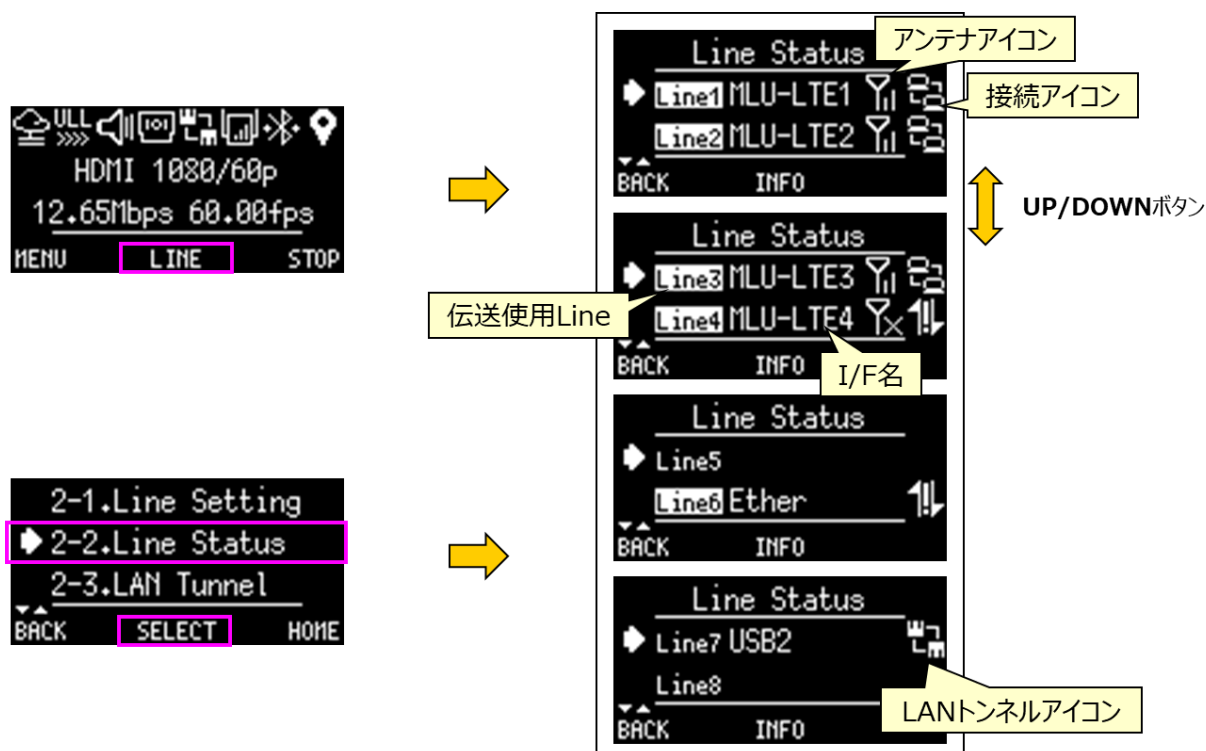 ULL
HDMI 1080/60p
12.65Mbps 60.00fps
MENU LINE STOP
2-1.Line Setting
2-2.Line Status
2-3.LAN Tunnel
BACK SELECT HOME
Line Status
Line1 MLU-LTE1
Line2 MLU-LTE2
BACK INFO
アンテナアイコン
接続アイコン
UP/DOWNボタン
Line Status
Line3 MLU-LTE3
Line4 MLU-LTE4
BACK INFO
伝送使用Line
I/F名
Line Status
Line5
Line6 Ether
BACK INFO
Line Status
Line7 USB2
Line8
BACK INFO
LANトンネルアイコン